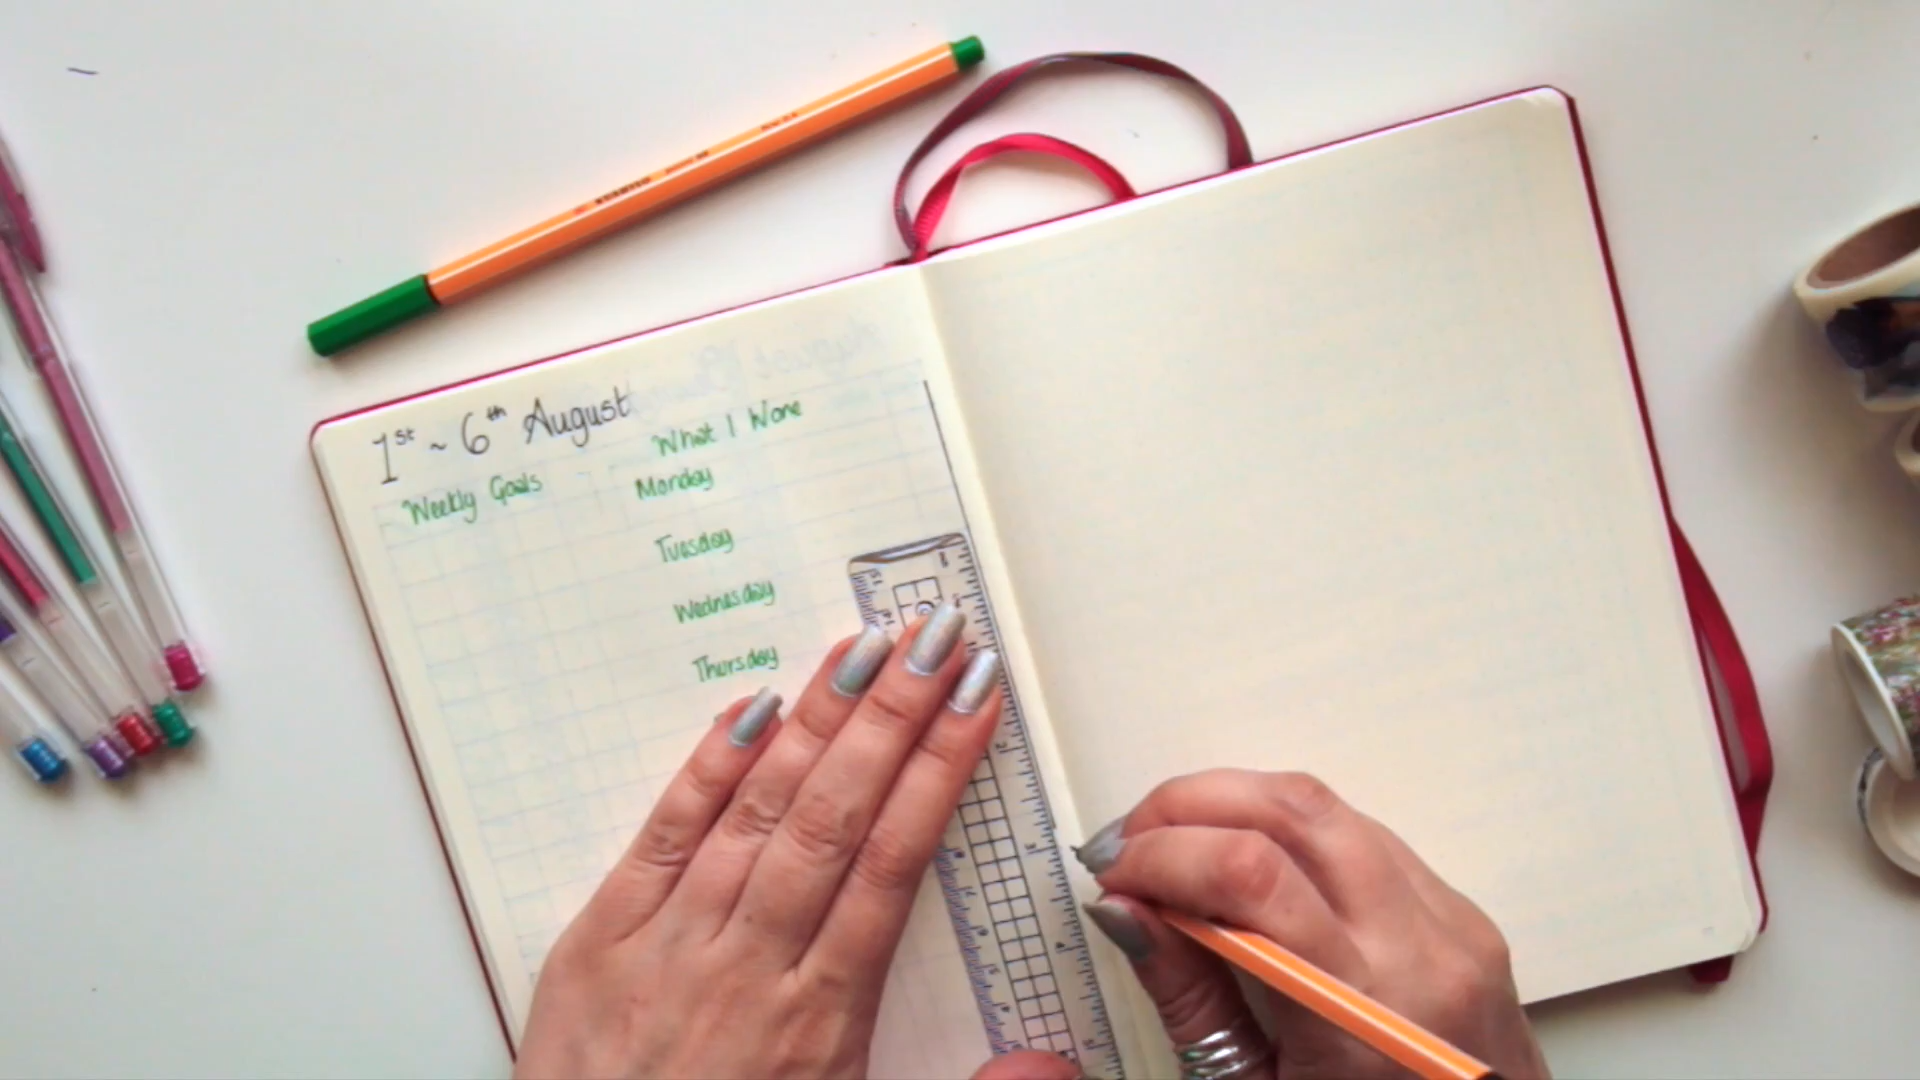 1st ~ 6th August
What I Wore
Weekly Goals
Monday
Tuesday
Wednesday
Thursday